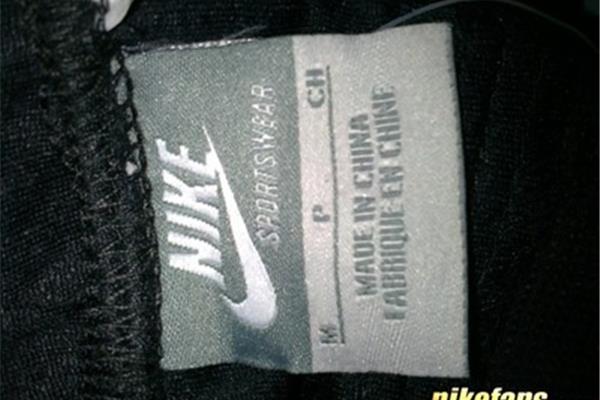 NIKE
SPORTSWEAR
M P CH
MADE IN CHINA
FABRIQUE EN CHINE
nikefans